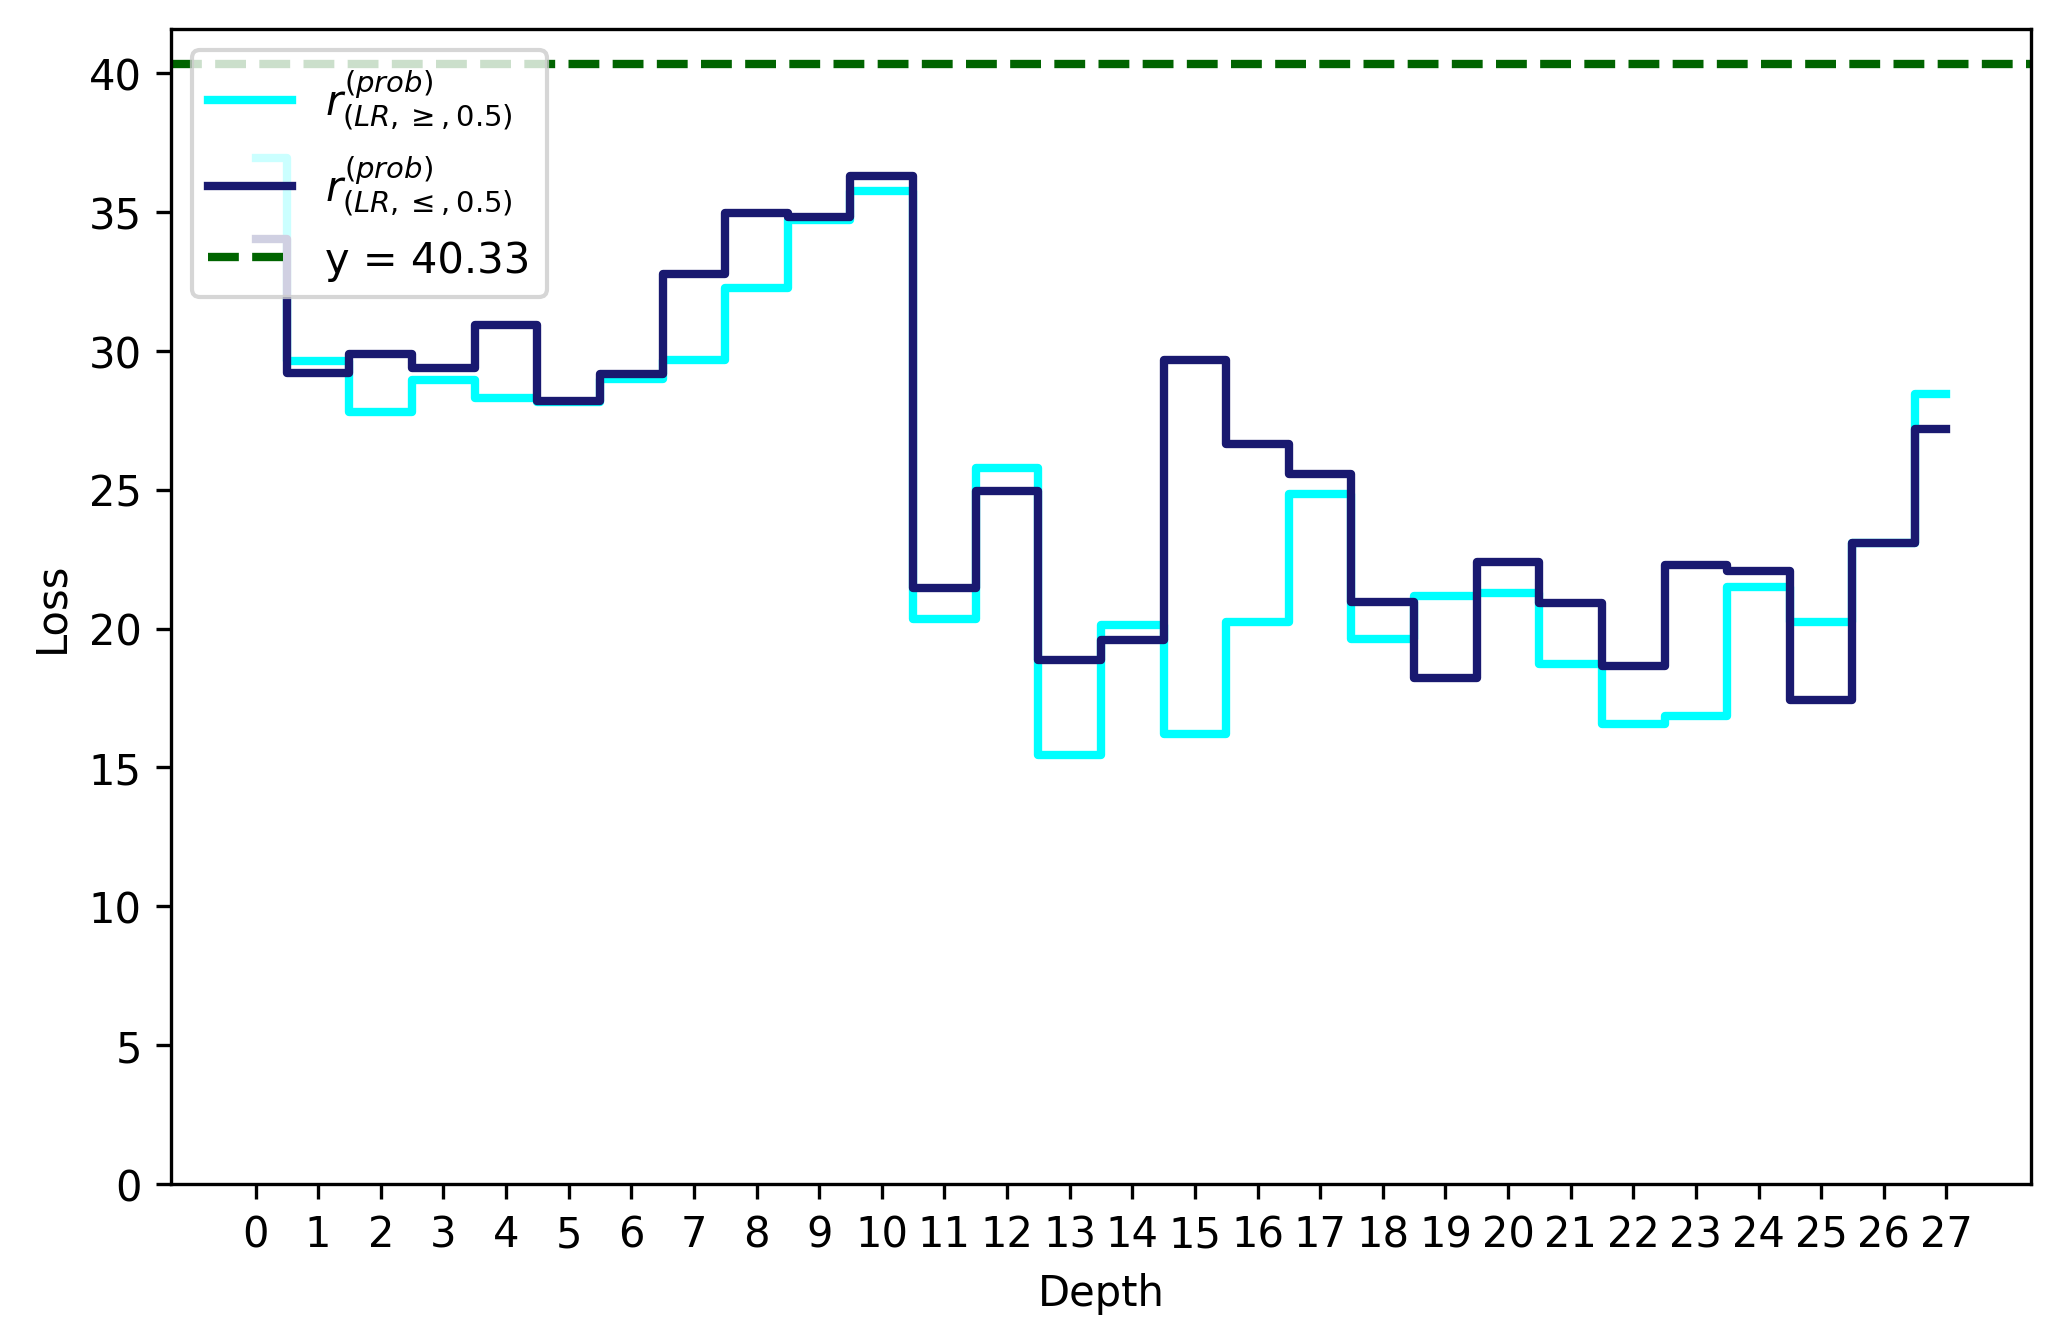 40
35
30
25
20
15
10
5
0
Loss
r^{(prob)}_{(LR, ≥, 0.5)}
r^{(prob)}_{(LR, ≤, 0.5)}
y = 40.33
0 1 2 3 4 5 6 7 8 9 10 11 12 13 14 15 16 17 18 19 20 21 22 23 24 25 26 27
Depth